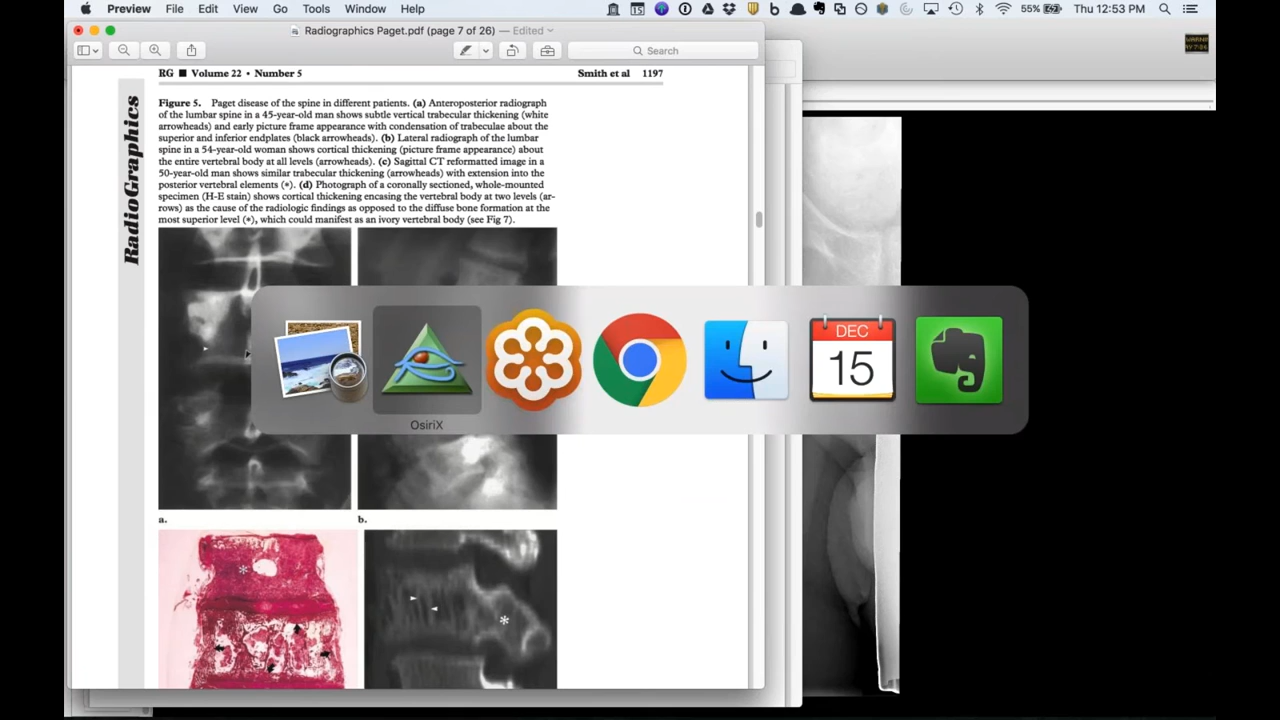 Preview File Edit View Go Tools Window Help 15 55% Thu 12:53 PM
Radiographics Paget.pdf (page 7 of 26) — Edited
Search
RG ■ Volume 22 • Number 5 Smith et al 1197
RadioGraphics
Figure 5. Paget disease of the spine in different patients. (a) Anteroposterior radiograph
of the lumbar spine in a 45-year-old man shows subtle vertical trabecular thickening (white
arrowheads) and early picture frame appearance with condensation of trabeculae about the
superior and inferior endplates (black arrowheads). (b) Lateral radiograph of the lumbar
spine in a 54-year-old woman shows cortical thickening (picture frame appearance) about
the entire vertebral body at all levels (arrowheads). (c) Sagittal CT reformatted image in a
50-year-old man shows similar trabecular thickening (arrowheads) with extension into the
posterior vertebral elements (*). (d) Photograph of a coronally sectioned, whole-mounted
specimen (H-E stain) shows cortical thickening encasing the vertebral body at two levels (ar-
rows) as the cause of the radiologic findings as opposed to the diffuse bone formation at the
most superior level (*), which could manifest as an ivory vertebral body (see Fig 7).
DEC
15
OsiriX
a. b.
* *